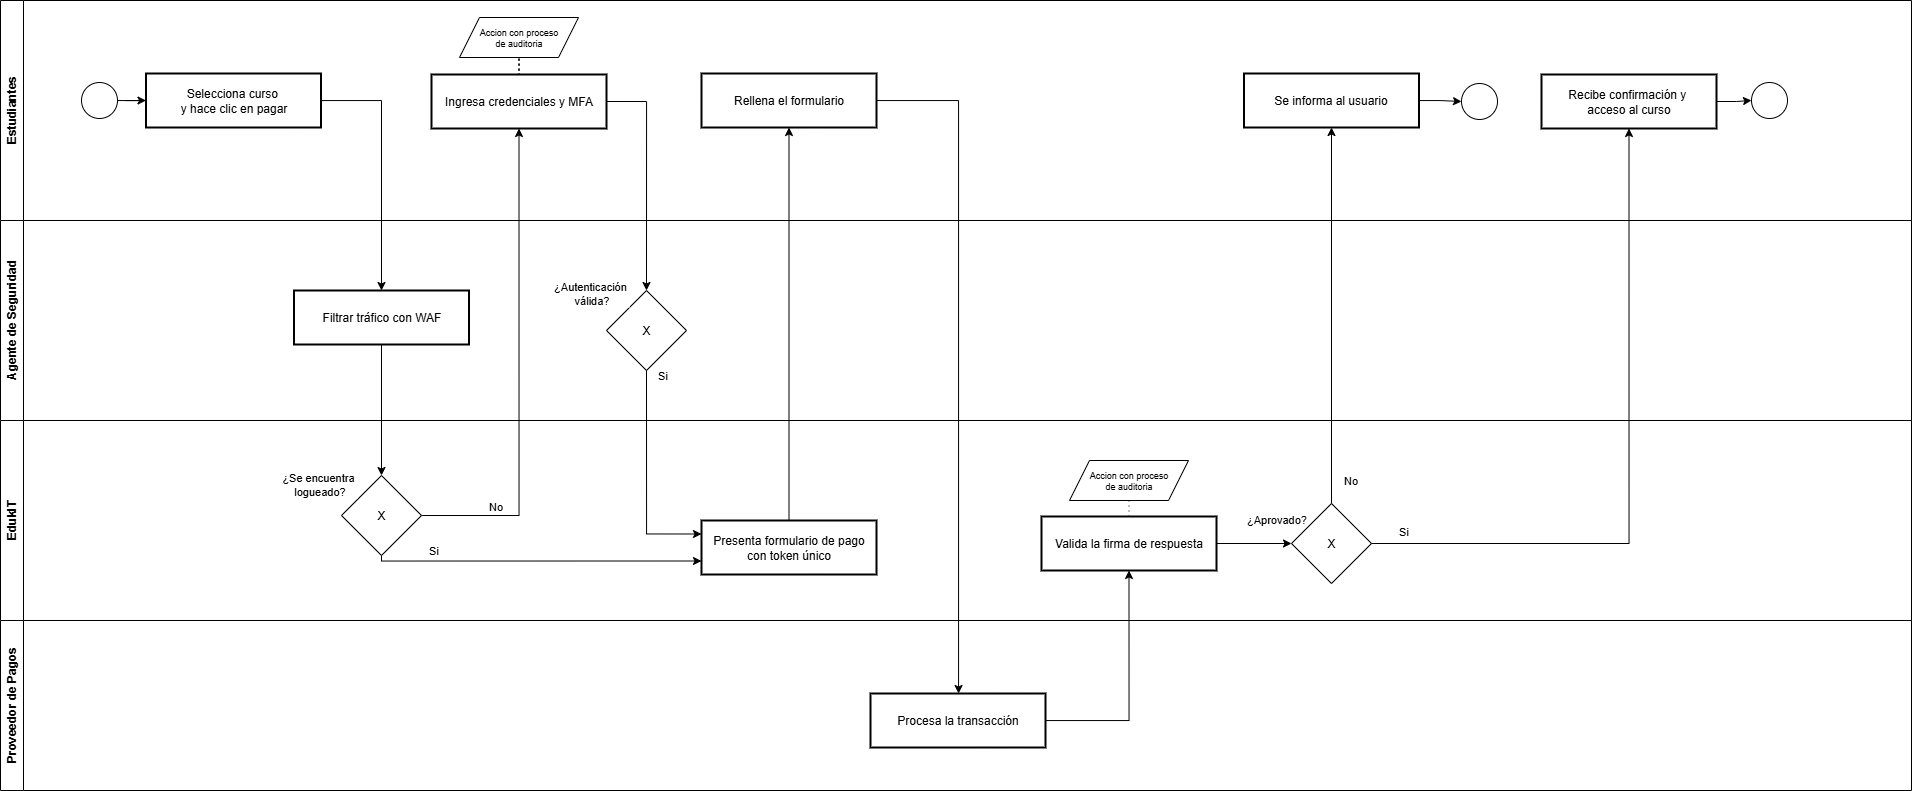 Estudiantes
Accion con proceso
de auditoria
Selecciona curso
y hace clic en pagar
Ingresa credenciales y MFA
Rellena el formulario
Se informa al usuario
Recibe confirmación y
acceso al curso
Agente de Seguridad
Filtrar tráfico con WAF
¿Autenticación
válida?
X
Si
EdukIT
¿Se encuentra
logueado?
X
No
Si
Presenta formulario de pago
con token único
Accion con proceso
de auditoria
Valida la firma de respuesta
¿Aprovado?
X
No
Si
Proveedor de Pagos
Procesa la transacción